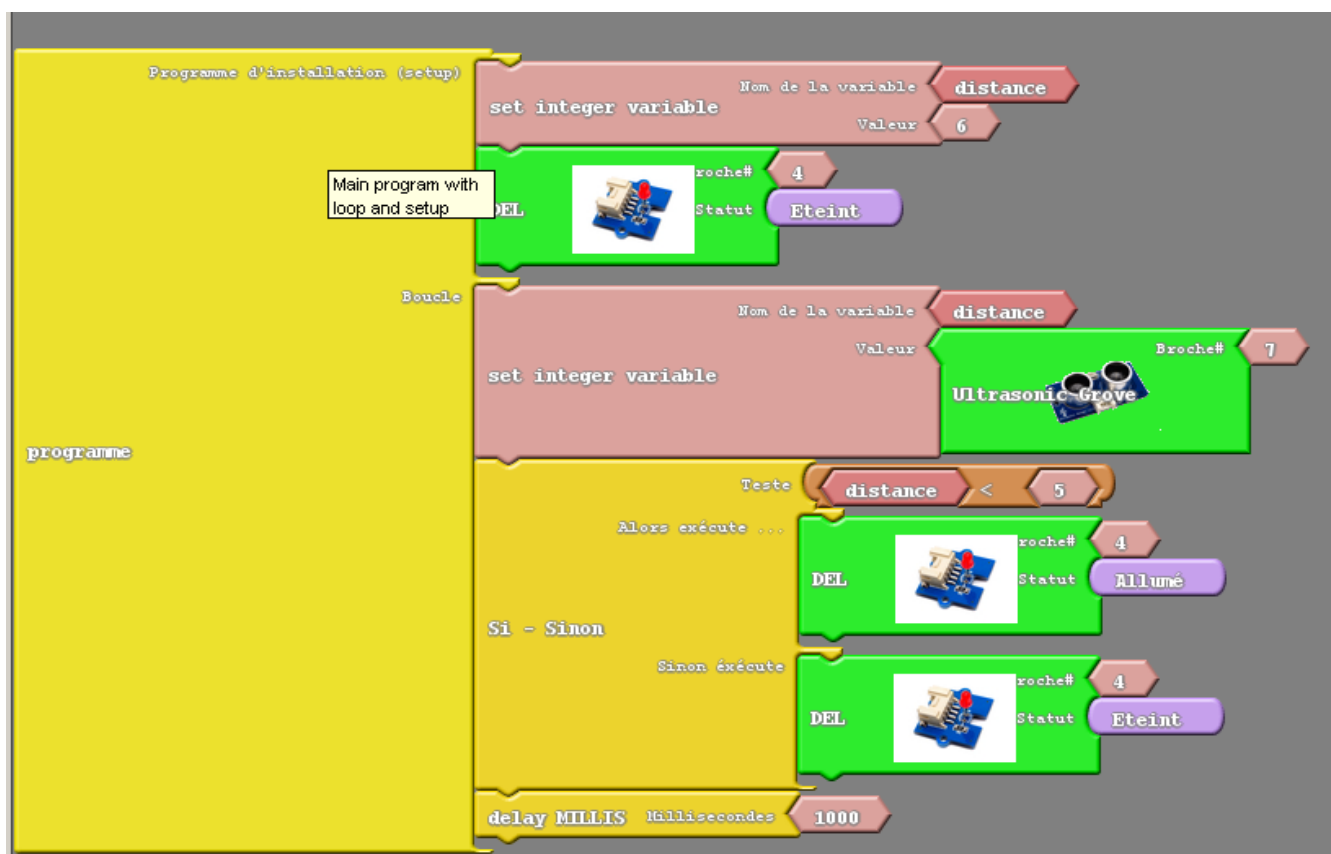 Programme d'installation (setup)
set integer variable
Nom de la variable
distance
Valeur
6
Main program with
loop and setup
DEL
roche#
4
Statut
Eteint
Boucle
set integer variable
Nom de la variable
distance
Valeur
Ultrasonic Grove
Broche#
7
programme
Si - Sinon
Teste
distance < 5
Alors exécute ...
DEL
roche#
4
Statut
Allumé
Sinon éxécute
DEL
roche#
4
Statut
Eteint
delay MILLIS Millisecondes 1000